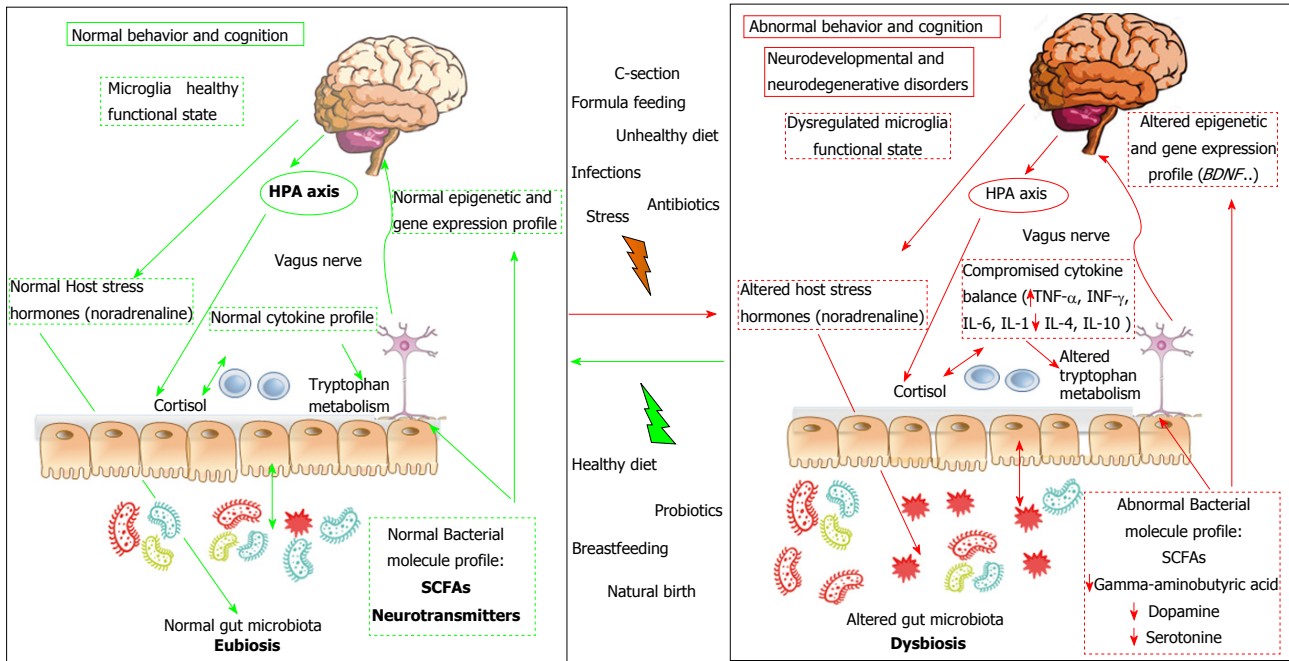 Normal behavior and cognition
Microglia healthy
functional state
HPA axis
Normal epigenetic and
gene expression profile
Vagus nerve
Normal Host stress
hormones (noradrenaline)
Normal cytokine profile
Cortisol
Tryptophan
metabolism
Normal Bacterial
molecule profile:
SCFAs
Neurotransmitters
Normal gut microbiota
Eubiosis
C-section
Formula feeding
Unhealthy diet
Infections
Antibiotics
Stress
Healthy diet
Probiotics
Breastfeeding
Natural birth
Abnormal behavior and cognition
Neurodevelopmental and
neurodegenerative disorders
Dysregulated microglia
functional state
Altered epigenetic
and gene expression
profile (BDNF..)
HPA axis
Vagus nerve
Altered host stress
hormones (noradrenaline)
Compromised cytokine
balance (↑TNF-α, INF-γ,
IL-6, IL-1 ↓ IL-4, IL-10 )
Cortisol
Altered
tryptophan
metabolism
Abnormal Bacterial
molecule profile:
SCFAs
↓Gamma-aminobutyric acid
↓ Dopamine
↓ Serotonine
Altered gut microbiota
Dysbiosis